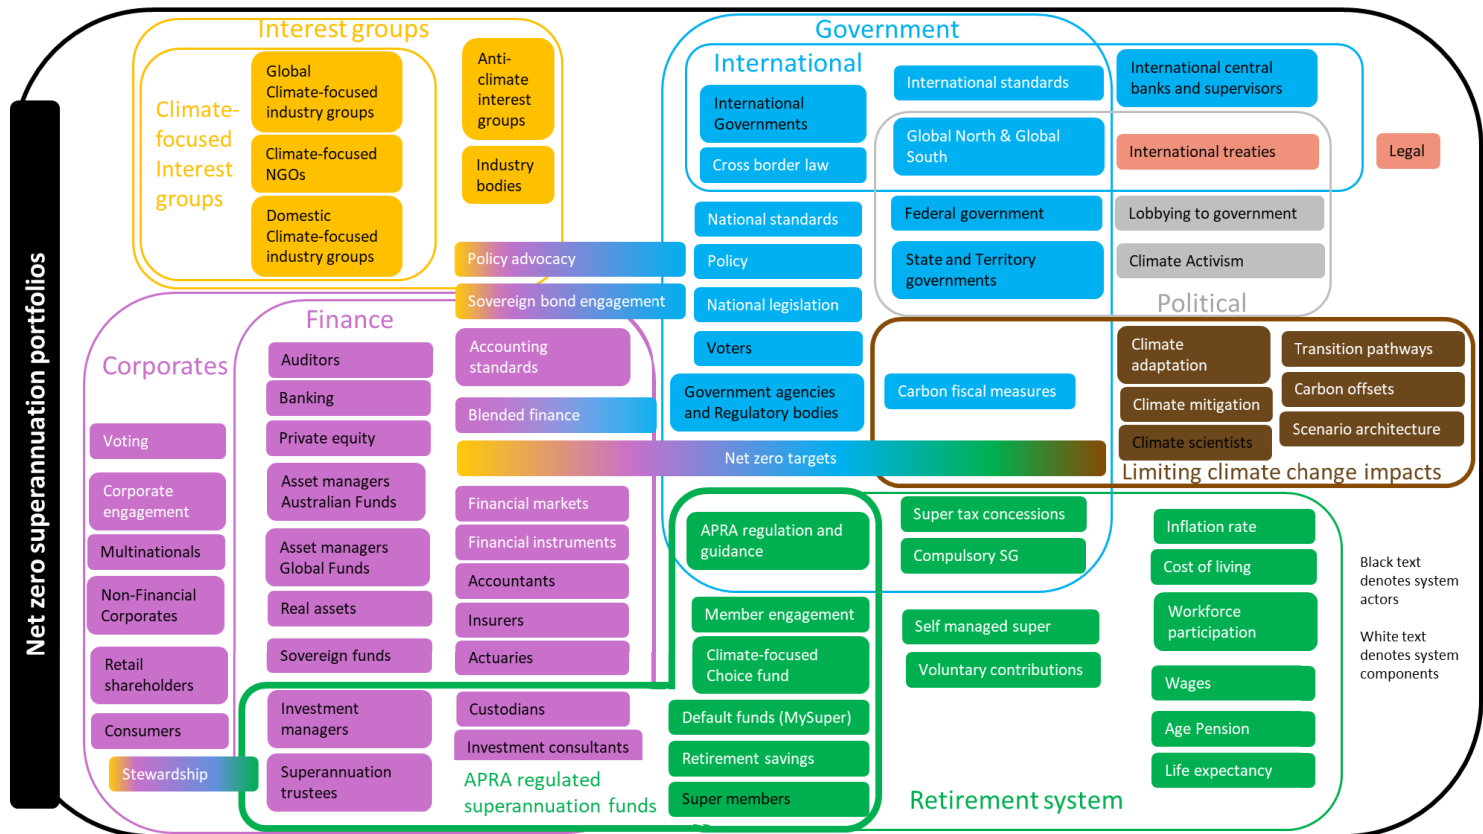 Net zero superannuation portfolios
Interest groups
Climate-
focused
Interest
groups
Global
Climate-focused
industry groups
Climate-focused
NGOs
Domestic
Climate-focused
industry groups
Anti-
climate
interest
groups
Industry
bodies
Policy advocacy
Sovereign bond engagement
Government
International
International
Governments
Cross border law
International standards
Global North & Global
South
International central
banks and supervisors
International treaties
Legal
National standards
Policy
National legislation
Voters
Government agencies
and Regulatory bodies
Federal government
State and Territory
governments
Lobbying to government
Climate Activism
Political
Corporates
Voting
Corporate
engagement
Multinationals
Non-Financial
Corporates
Retail
shareholders
Consumers
Stewardship
Finance
Auditors
Banking
Private equity
Asset managers
Australian Funds
Asset managers
Global Funds
Real assets
Sovereign funds
Investment
managers
Superannuation
trustees
Accounting
standards
Blended finance
Net zero targets
Financial markets
Financial instruments
Accountants
Insurers
Actuaries
Custodians
Investment consultants
APRA regulated
superannuation funds
Carbon fiscal measures
Climate
adaptation
Climate mitigation
Climate scientists
Transition pathways
Carbon offsets
Scenario architecture
Limiting climate change impacts
APRA regulation and
guidance
Member engagement
Climate-focused
Choice fund
Default funds (MySuper)
Retirement savings
Super members
Super tax concessions
Compulsory SG
Self managed super
Voluntary contributions
Inflation rate
Cost of living
Workforce
participation
Wages
Age Pension
Life expectancy
Retirement system
Black text
denotes system
actors
White text
denotes system
components